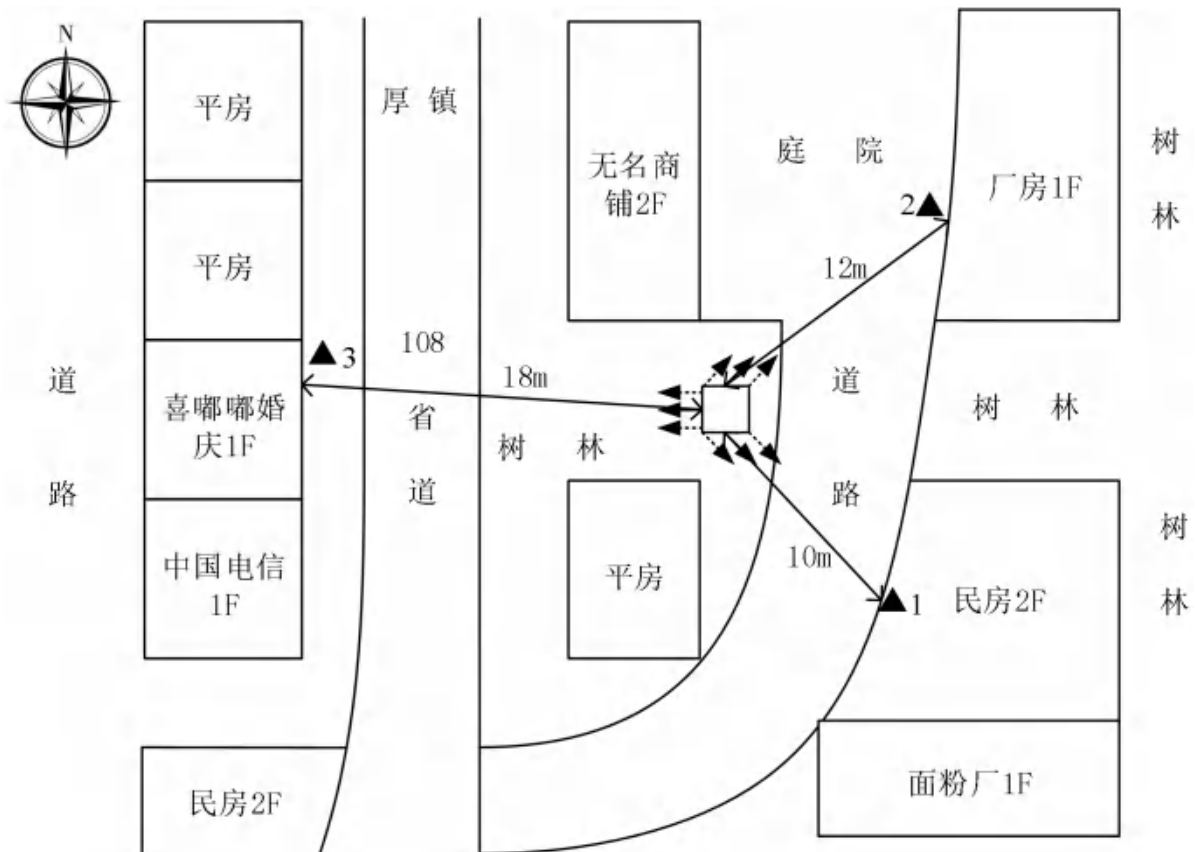 N
平房
厚 镇
无名商
铺2F
庭 院
厂房1F
树
林
2
平房
12m
3
108
18m
道
路
喜嘟嘟婚
庆1F
省
道
树 林
道
路
树 林
中国电信
1F
平房
10m
1
民房2F
树
林
民房2F
面粉厂1F